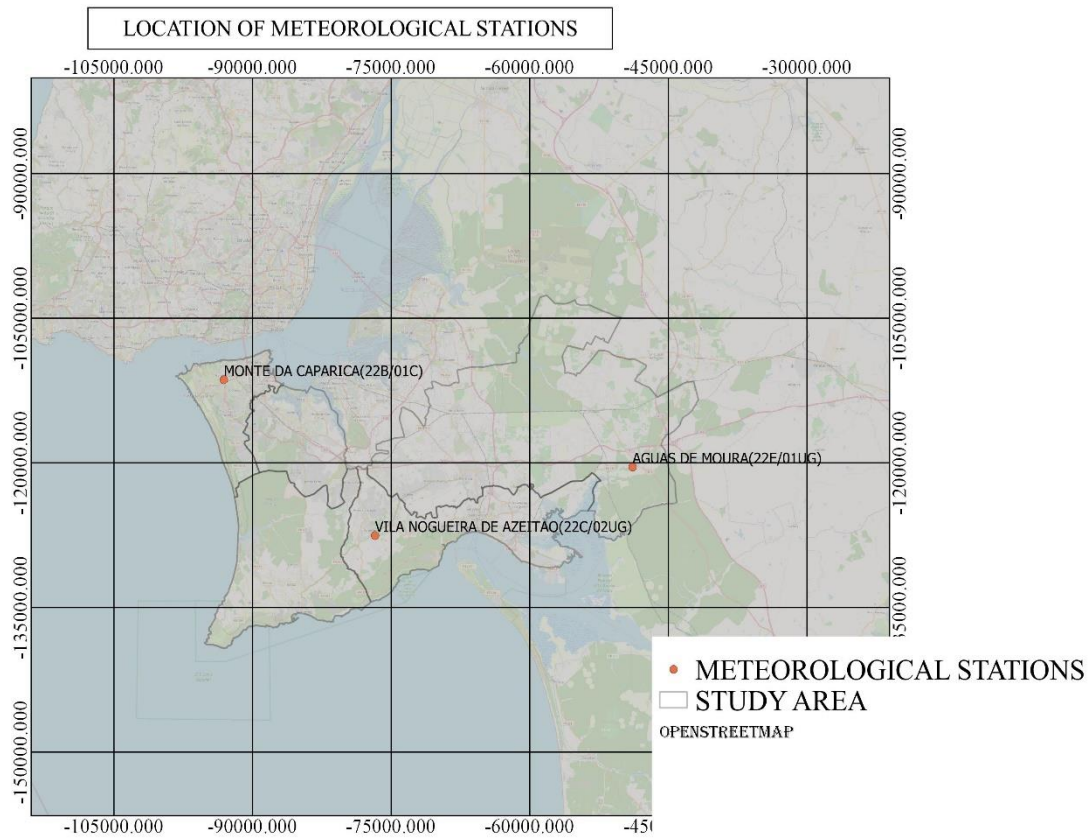 LOCATION OF METEOROLOGICAL STATIONS
-105000.000 -90000.000 -75000.000 -60000.000 -45000.000 -30000.000
-90000.000 -90000.000
-105000.000 -105000.000
MONTE DA CAPARICA(22B/01C)
-120000.000 -120000.000
AGUAS DE MOURA(22E/01UG)
VILA NOGUEIRA DE AZEITAO(22C/02UG)
-135000.000
METEOROLOGICAL STATIONS
STUDY AREA
OPENSTREETMAP
-150000.000
-105000.000 -90000.000 -75000.000 -60000.000